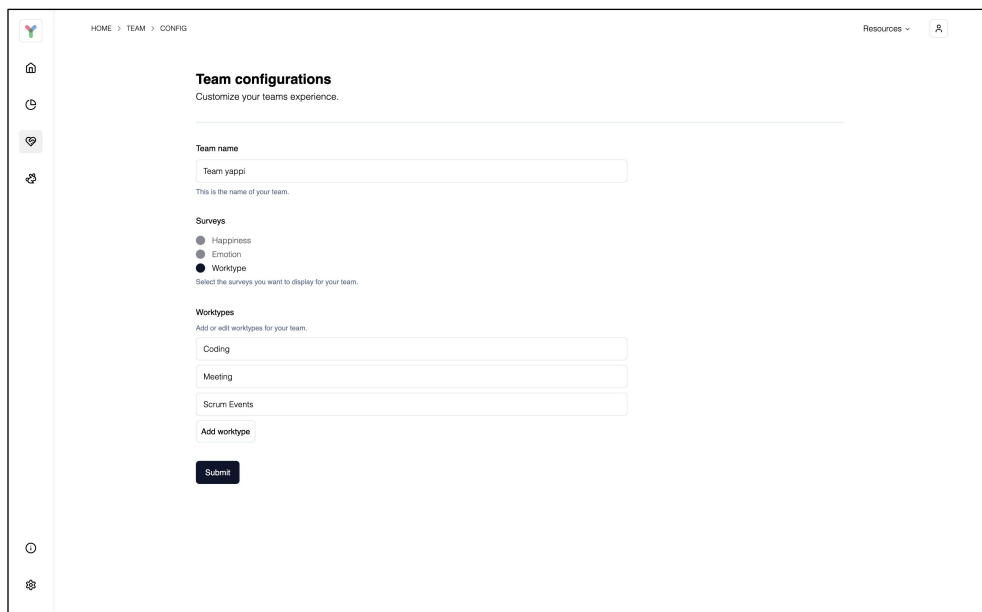 HOME > TEAM > CONFIG
Resources
Team configurations
Customize your teams experience.
Team name
Team yappi
This is the name of your team.
Surveys
Happiness
Emotion
Worktype
Select the surveys you want to display for your team.
Worktypes
Add or edit worktypes for your team.
Coding
Meeting
Scrum Events
Add worktype
Submit